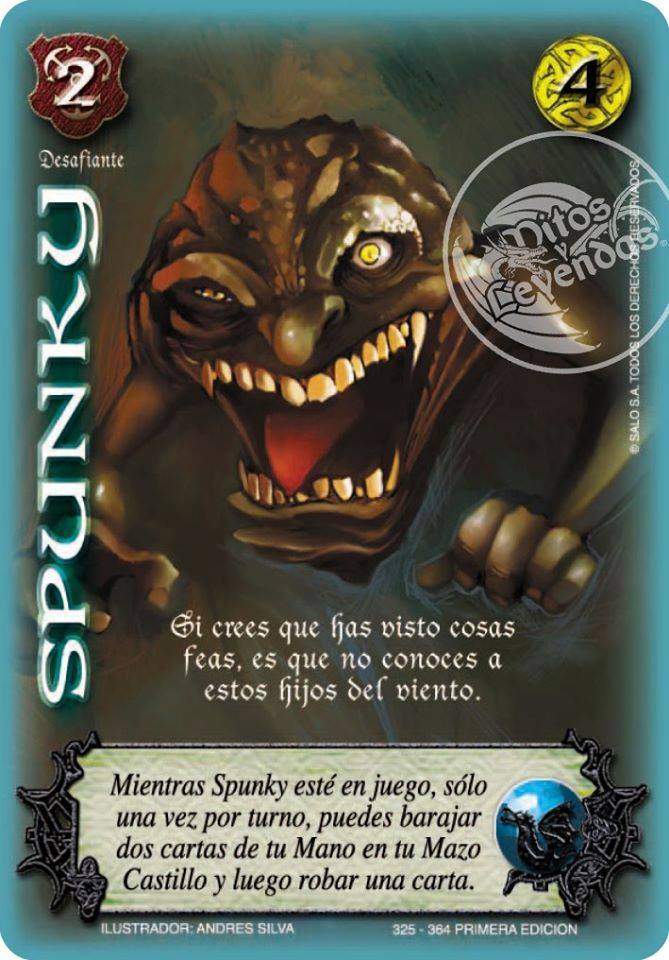 2
4
Desafiante
SPUNKY
Mitos
y
Leyendas
© SALO S.A. TODOS LOS DERECHOS RESERVADOS
Si crees que has visto cosas
feas, es que no conoces a
estos hijos del viento.
Mientras Spunky esté en juego, sólo
una vez por turno, puedes barajar
dos cartas de tu Mano en tu Mazo
Castillo y luego robar una carta.
ILUSTRADOR: ANDRES SILVA
325 - 364 PRIMERA EDICION